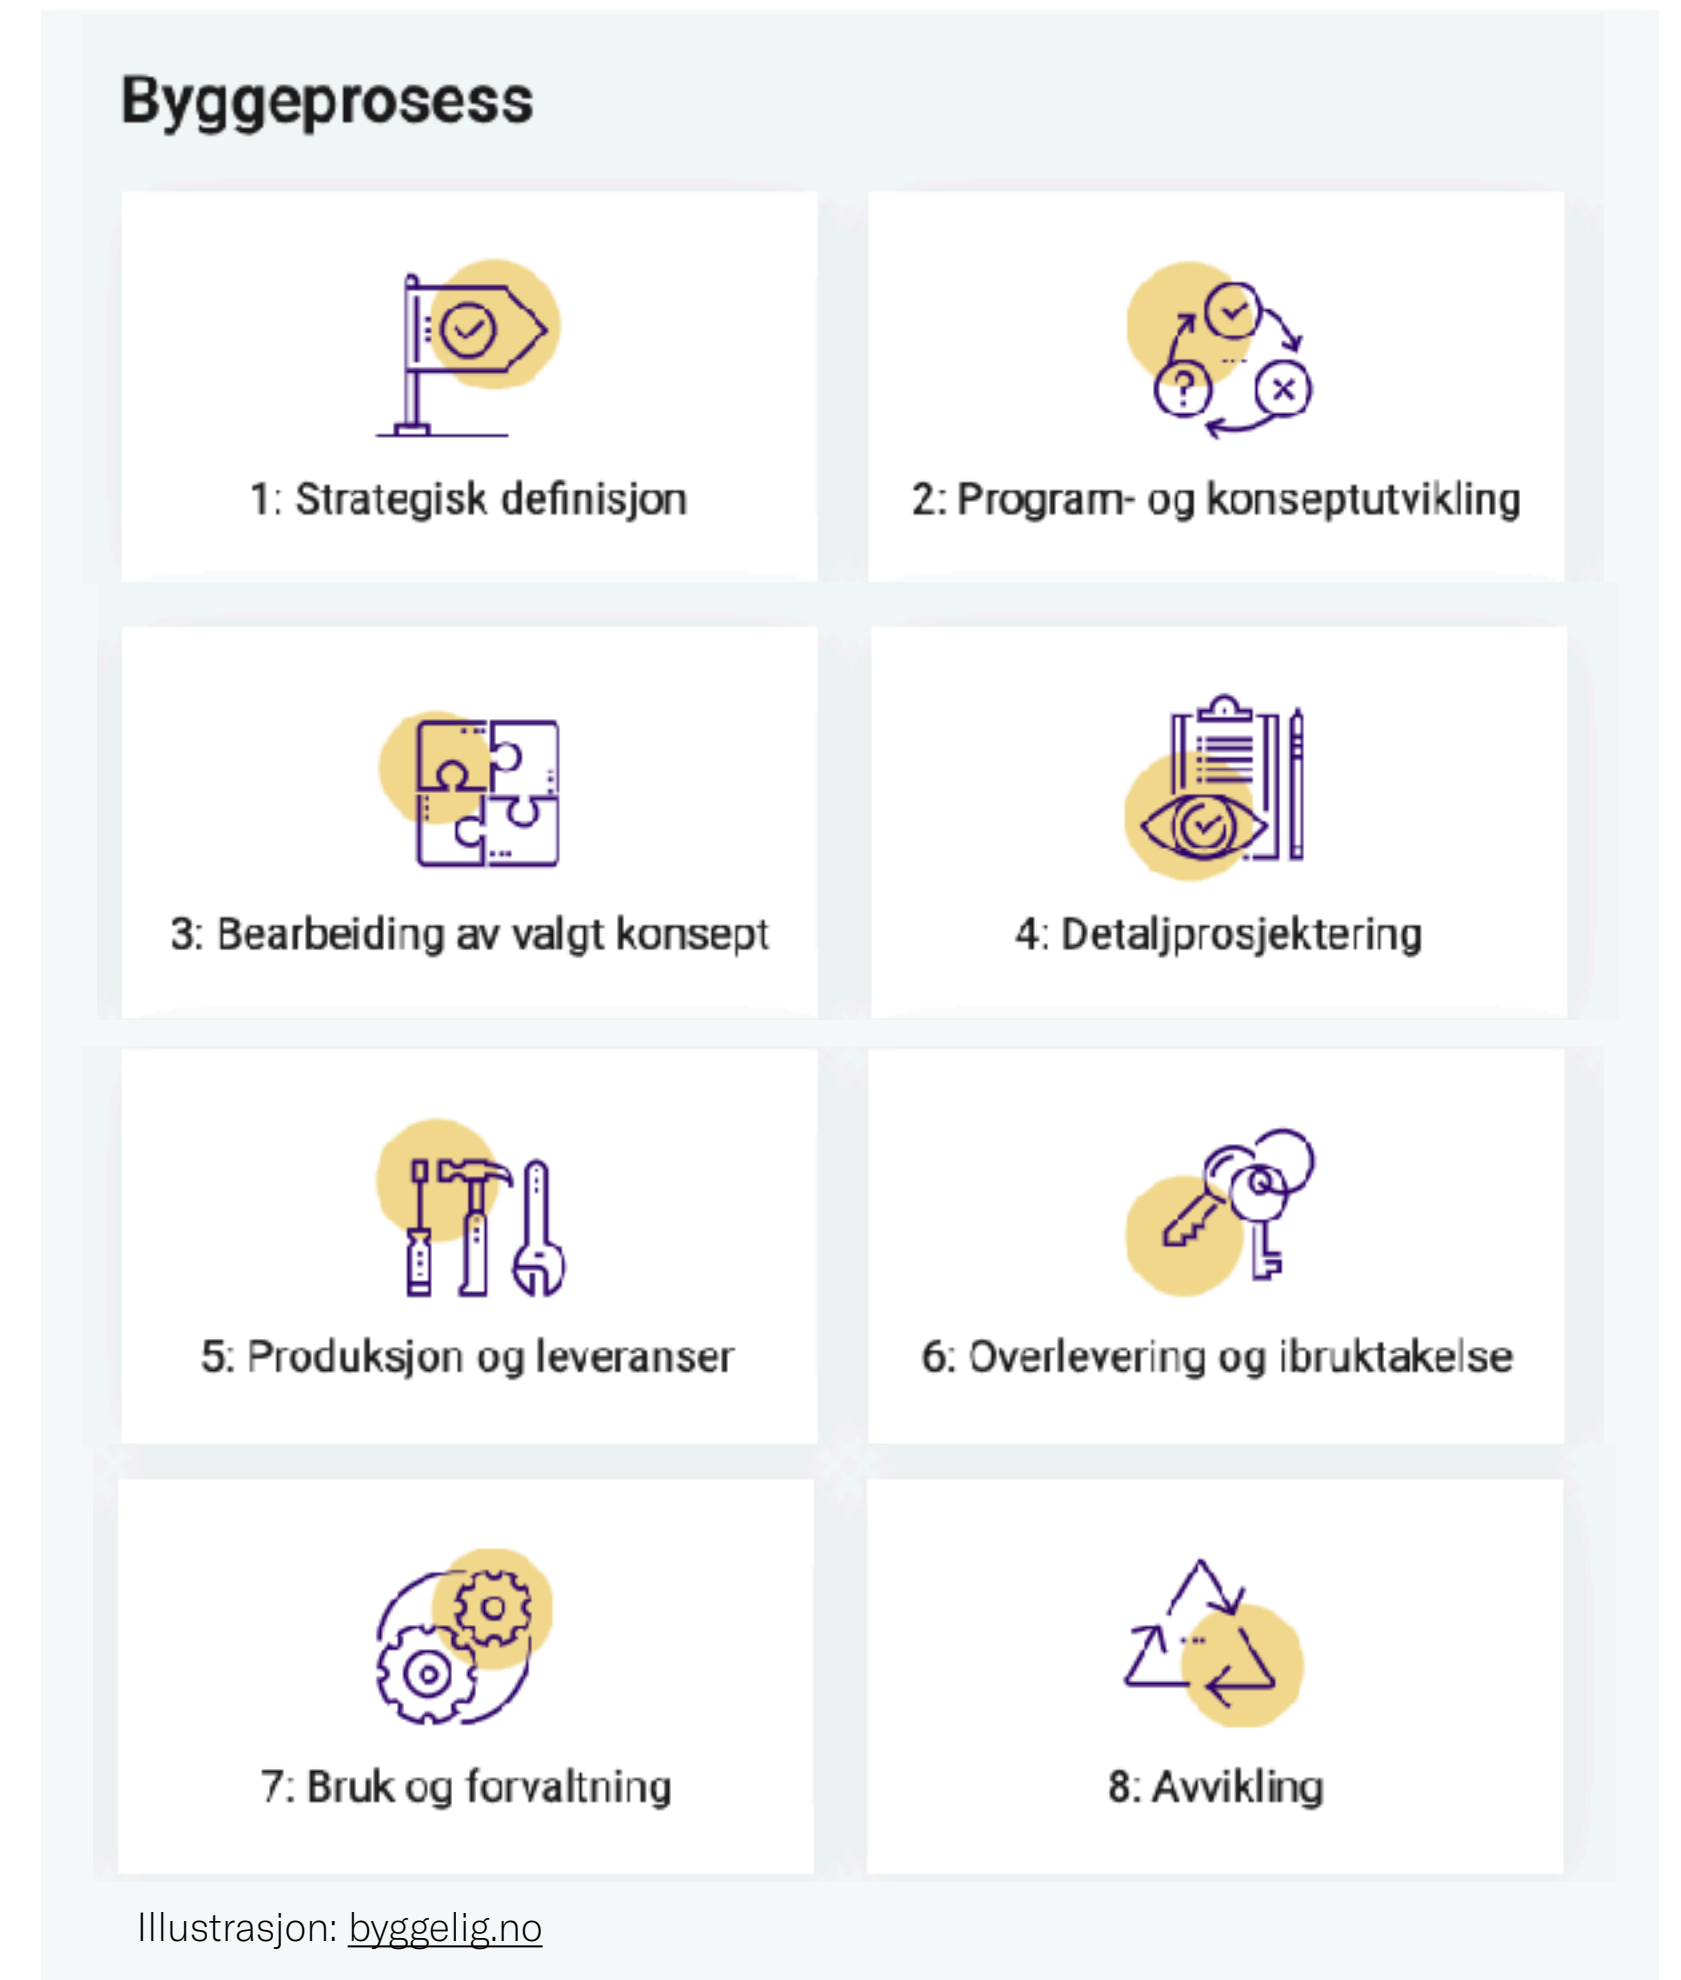 Byggeprosess
1: Strategisk definisjon
2: Program- og konseptutvikling
3: Bearbeiding av valgt konsept
4: Detaljprosjektering
5: Produksjon og leveranser
6: Overlevering og ibruktakelse
7: Bruk og forvaltning
8: Avvikling
Illustrasjon: byggelig.no